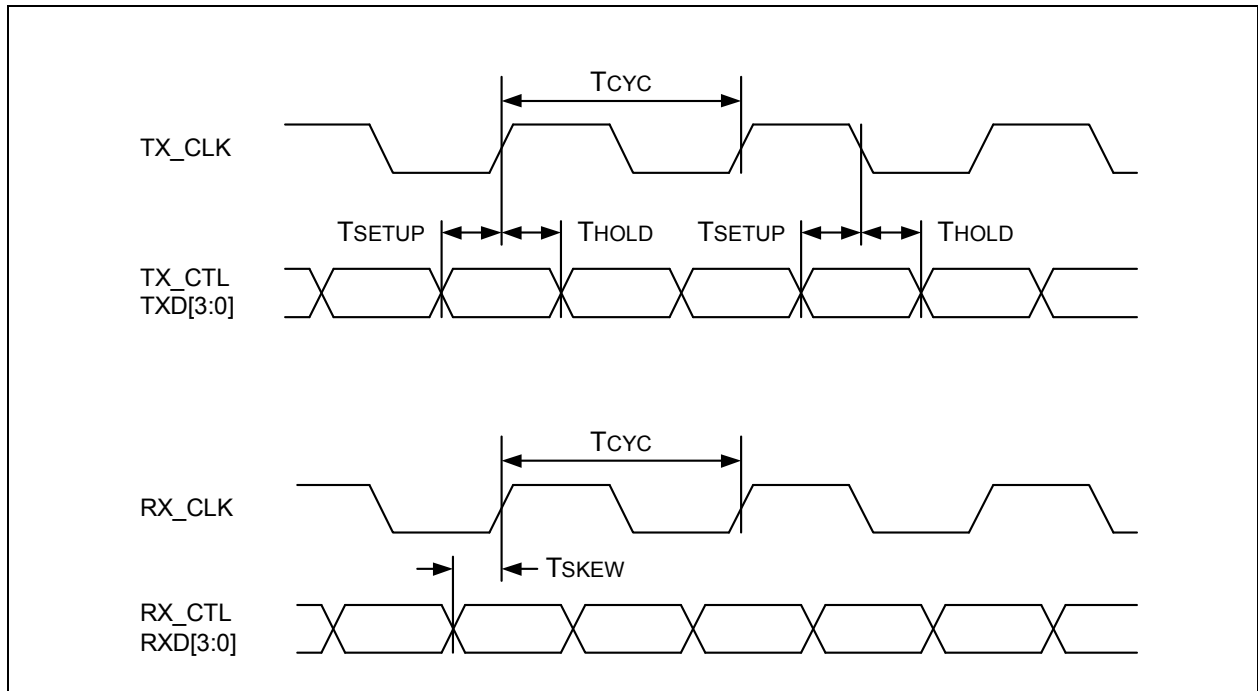 TCYC
TX_CLK
TSETUP THOLD TSETUP THOLD
TX_CTL
TXD[3:0]
TCYC
RX_CLK
TSKEW
RX_CTL
RXD[3:0]